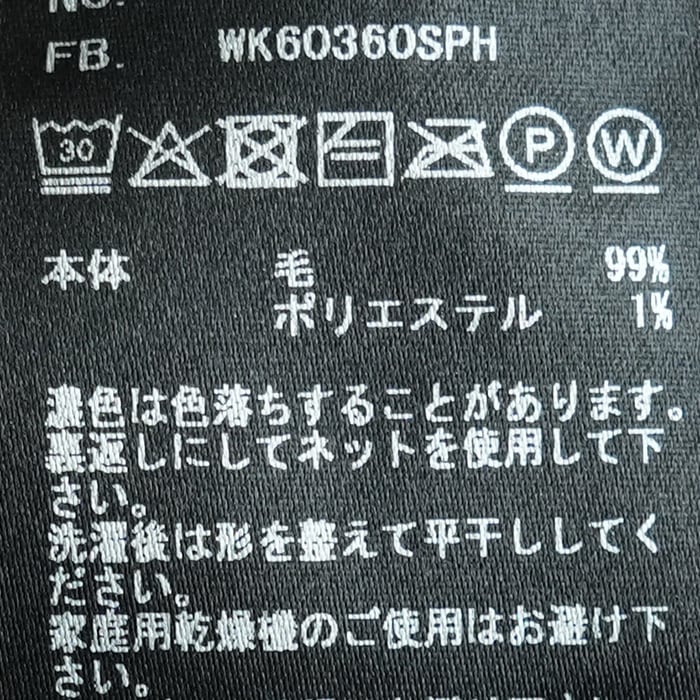 NO.
FB. WK60360SPH
30 P W
本体 毛 99%
ポリエステル 1%
濃色は色落ちすることがあります。
裏返しにしてネットを使用して下
さい。
洗濯後は形を整えて平干ししてく
ださい。
家庭用乾燥機のご使用はお避け下
さい。